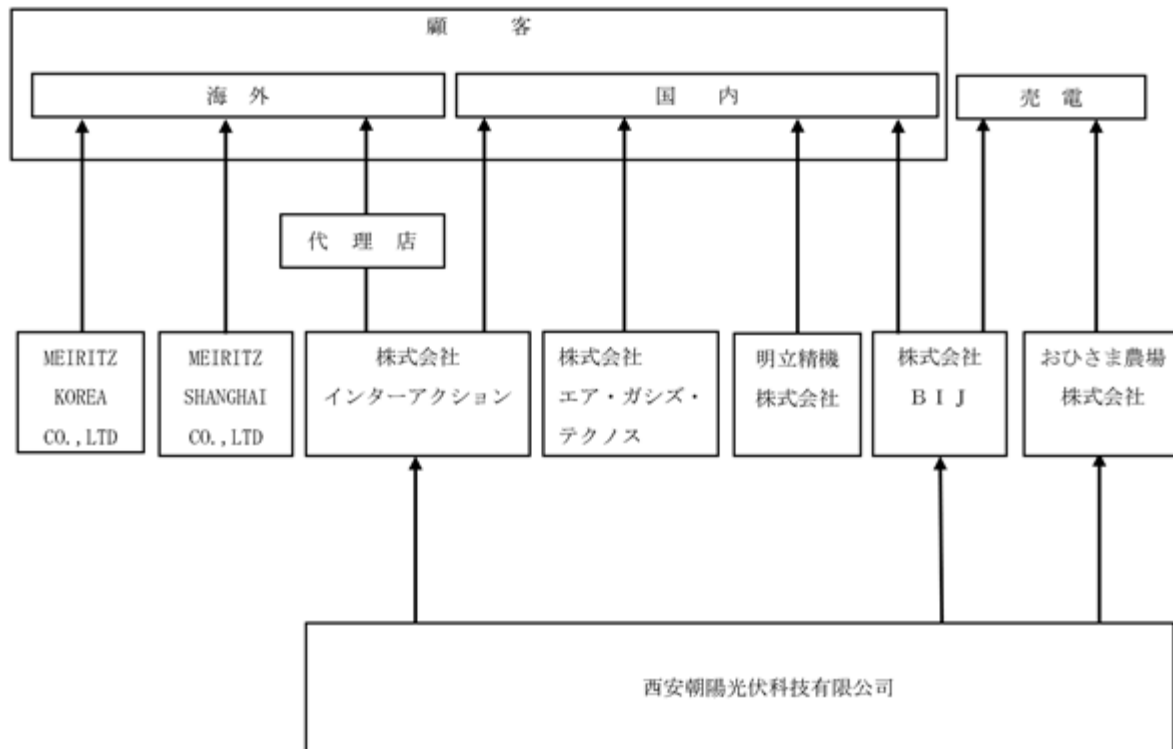 顧　客
海　外
国　内
売　電
代　理　店
MEIRITZ
KOREA
CO.,LTD
MEIRITZ
SHANGHAI
CO.,LTD
株式会社
インターアクション
株式会社
エア・ガシズ・
テクノス
明立精機
株式会社
株式会社
ＢＩＪ
おひさま農場
株式会社
西安朝陽光伏科技有限公司